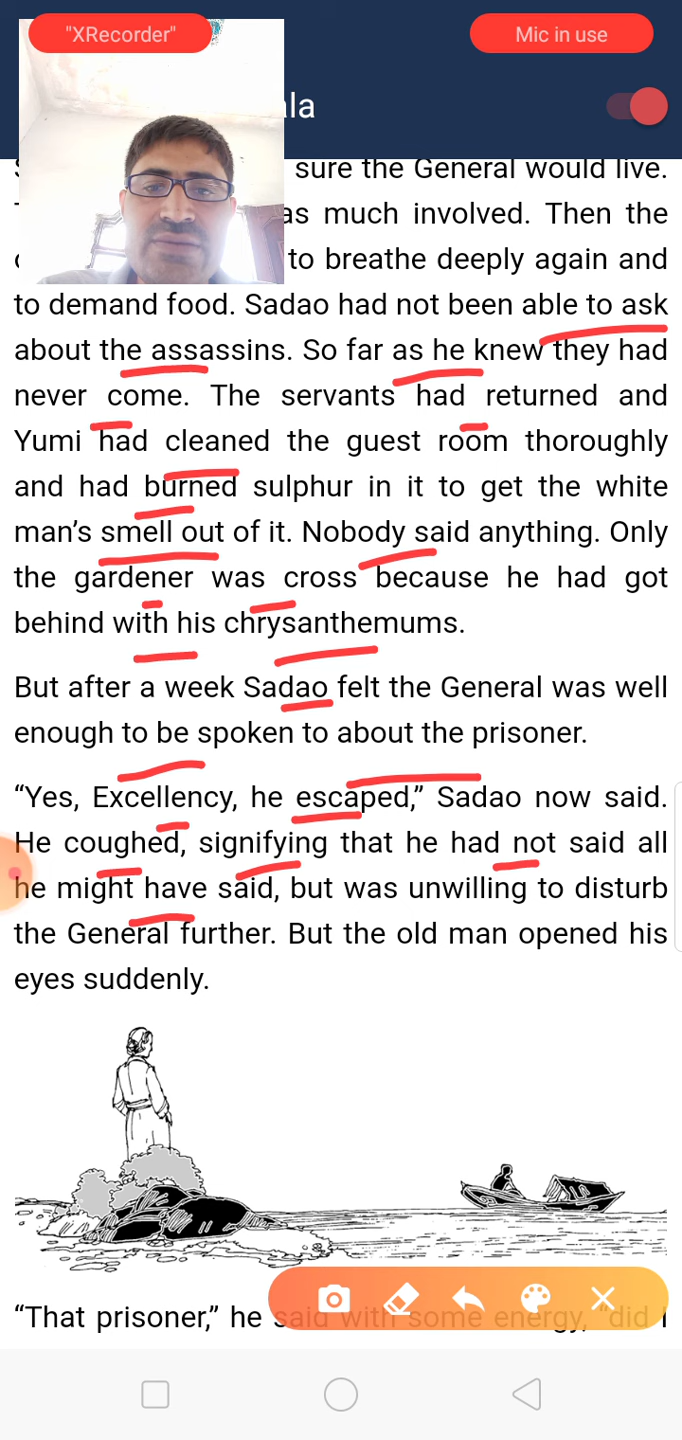 "XRecorder"
Mic in use
la
sure the General would live.
as much involved. Then the
to breathe deeply again and
to demand food. Sadao had not been able to ask
about the assassins. So far as he knew they had
never come. The servants had returned and
Yumi had cleaned the guest room thoroughly
and had burned sulphur in it to get the white
man’s smell out of it. Nobody said anything. Only
the gardener was cross because he had got
behind with his chrysanthemums.
But after a week Sadao felt the General was well
enough to be spoken to about the prisoner.
“Yes, Excellency, he escaped,” Sadao now said.
He coughed, signifying that he had not said all
he might have said, but was unwilling to disturb
the General further. But the old man opened his
eyes suddenly.
“That prisoner,” he said with some energy, “did I